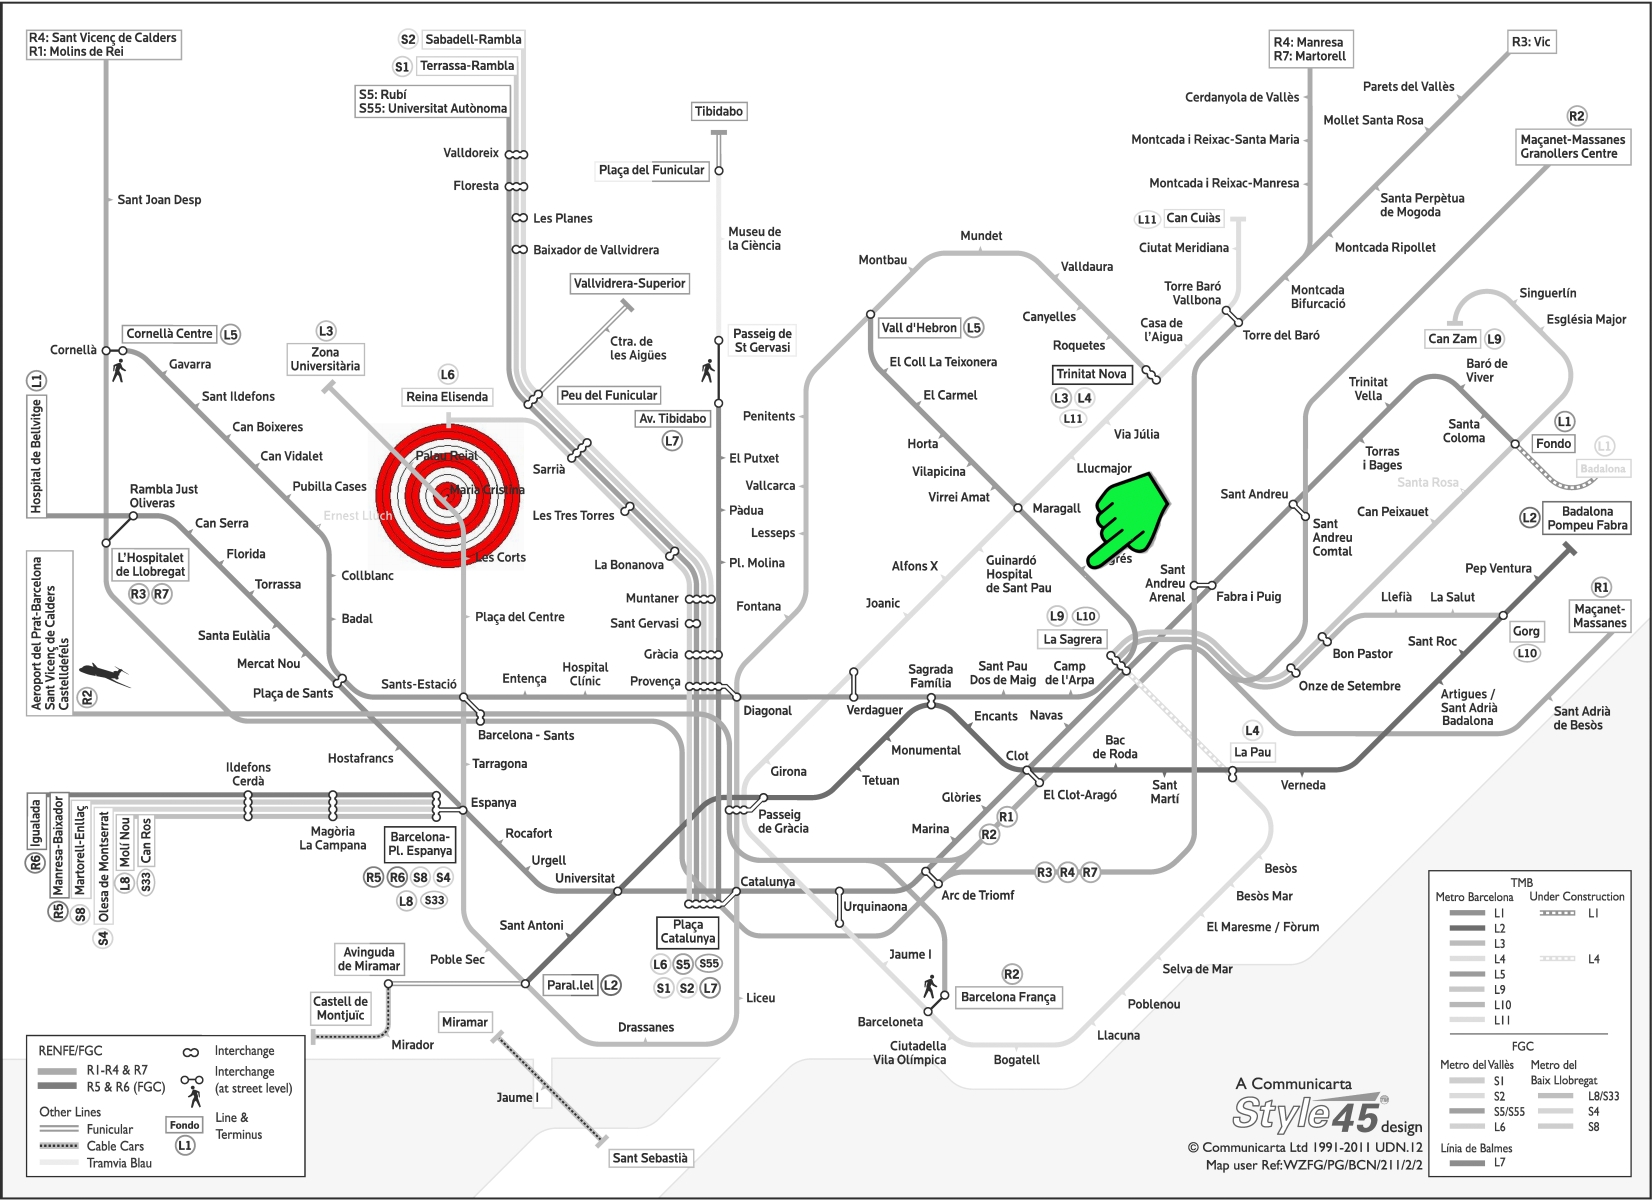 R4: Sant Vicenç de Calders
R1: Molins de Rei
S2
Sabadell-Rambla
S1
Terrassa-Rambla
S5: Rubí
S55: Universitat Autònoma
Tibidabo
R4: Manresa
R7: Martorell
R3: Vic
R2
Maçanet-Massanes
Granollers Centre
Parets del Vallès
Cerdanyola de Vallès
Mollet Santa Rosa
Montcada i Reixac-Santa Maria
Montcada i Reixac-Manresa
Santa Perpètua
de Mogoda
Montcada Ripollet
Valldoreix
Floresta
Les Planes
Baixador de Vallvidrera
Plaça del Funicular
Sant Joan Desp
Museu de
la Ciència
L11
Can Cuiàs
Ciutat Meridiana
Mundet
Montbau
Valldaura
Vallvidrera-Superior
Torre Baró
Vallbona
Montcada
Bifurcació
Singuerlín
Església Major
Canyelles
Casa de
l'Aigua
Torre del Baró
Roquetes
Can Zam
L9
L3
Zona
Universitària
Cornellà
Cornellà Centre
L5
Gavarra
Ctra. de
les Aigües
Passeig de
St Gervasi
Vall d'Hebron
L5
El Coll La Teixonera
Trinitat Nova
L3
L4
L11
Baró de
Viver
Trinitat
Vella
L1
Hospital de Bellvitge
L6
Reina Elisenda
Sant Ildefons
Can Boixeres
Can Vidalet
Pubilla Cases
Peu del Funicular
Av. Tibidabo
L7
Penitents
El Carmel
Via Júlia
Santa
Coloma
L1
Fondo
L1
Badalona
Horta
Vilapicina
Virrei Amat
Llucmajor
Torras
i Bages
Santa Rosa
Palau Reial
Maria Cristina
Sarrià
El Putxet
Vallcarca
Rambla Just
Oliveras
Ernest Lluch
Les Tres Torres
Pàdua
Lesseps
Maragall
Sant Andreu
Can Peixauet
L2
Badalona
Pompeu Fabra
Can Serra
Florida
Torrassa
Les Corts
La Bonanova
Pl. Molina
Alfons X
Guinardó
Hospital
de Sant Pau
Sant
Andreu
Comtal
Pep Ventura
L'Hospitalet
de Llobregat
R3
R7
Collblanc
Badal
Plaça del Centre
Muntaner
Sant Gervasi
Fontana
Joanic
L9
L10
La Sagrera
Sant
Andreu
Arenal
Fabra i Puig
Llefià
La Salut
R1
Maçanet-
Massanes
Aeroport del Prat-Barcelona
Sant Vicenç de Calders
Castelldefels
R2
Santa Eulàlia
Mercat Nou
Plaça de Sants
Gràcia
Provença
Sant Roc
Gorg
L10
Bon Pastor
Onze de Setembre
Sants-Estació
Entença
Hospital
Clínic
Diagonal
Verdaguer
Sagrada
Família
Sant Pau
Dos de Maig
Camp
de l'Arpa
Artigues /
Sant Adrià
Badalona
Sant Adrià
de Besòs
Barcelona - Sants
Encants
Navas
Hostafrancs
Tarragona
Monumental
Clot
Bac
de Roda
L4
La Pau
Ildefons
Cerdà
Girona
Tetuan
El Clot-Aragó
Sant
Martí
Verneda
R6
Igualada
R5
Manresa-Baixador
S8
Martorell-Enllaç
S4
Olesa de Montserrat
L8
Molí Nou
S33
Can Ros
Magòria
La Campana
Espanya
Barcelona-
Pl. Espanya
R5
R6
S8
S4
L8
S33
Rocafort
Urgell
Universitat
Passeig
de Gràcia
Glòries
Marina
R1
R2
R3
R4
R7
Catalunya
Urquinaona
Arc de Triomf
Besòs
Besòs Mar
El Maresme / Fòrum
Selva de Mar
Poblenou
Llacuna
Sant Antoni
Plaça
Catalunya
L6
S5
S55
S1
S2
L7
Jaume I
R2
Barcelona França
Barceloneta
Ciutadella
Vila Olímpica
Bogatell
Avinguda
de Miramar
Poble Sec
Paral.lel
L2
Liceu
Drassanes
Castell de
Montjuïc
Mirador
Miramar
Jaume I
Sant Sebastià
RENFE/FGC
R1-R4 & R7
R5 & R6 (FGC)
Other Lines
Funicular
Cable Cars
Tramvia Blau
Interchange
Interchange
(at street level)
Fondo
L1
Line &
Terminus
A Communicarta
Style 45
design
© Communicarta Ltd 1991-2011 UDN.12
Map user Ref:WZFG/PG/BCN/211/2/2
TMB
Metro Barcelona
Under Construction
L1
L1
L2
L3
L4
L4
L5
L9
L10
L11
FGC
Metro del Vallès
Metro del
Baix Llobregat
S1
S2
L8/S33
S5/S55
S4
L6
S8
Línia de Balmes
L7